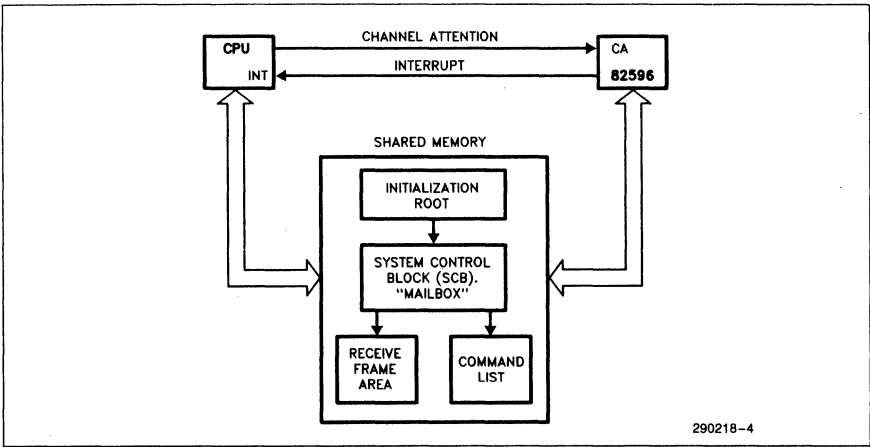 CHANNEL ATTENTION
CPU
CA
INTERRUPT
INT
82596
SHARED MEMORY
INITIALIZATION
ROOT
SYSTEM CONTROL
BLOCK (SCB).
"MAILBOX"
RECEIVE
FRAME
AREA
COMMAND
LIST
290218-4